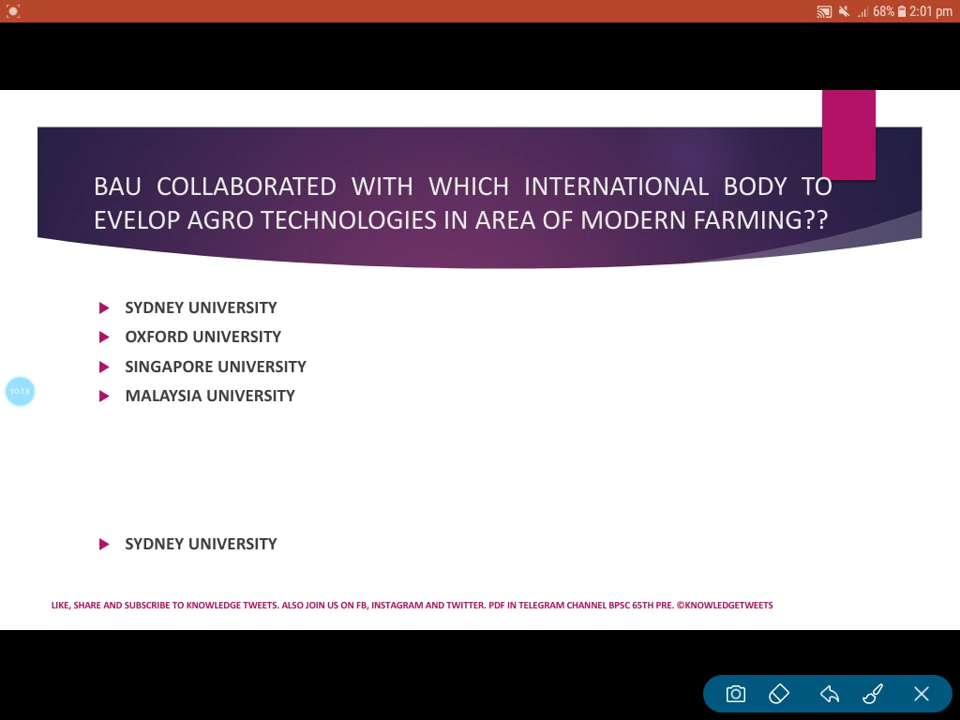 68% 2:01 pm
BAU COLLABORATED WITH WHICH INTERNATIONAL BODY TO
EVELOP AGRO TECHNOLOGIES IN AREA OF MODERN FARMING??
SYDNEY UNIVERSITY
OXFORD UNIVERSITY
SINGAPORE UNIVERSITY
10:13
MALAYSIA UNIVERSITY
SYDNEY UNIVERSITY
LIKE, SHARE AND SUBSCRIBE TO KNOWLEDGE TWEETS. ALSO JOIN US ON FB, INSTAGRAM AND TWITTER. PDF IN TELEGRAM CHANNEL BPSC 65TH PRE. ©KNOWLEDGETWEETS